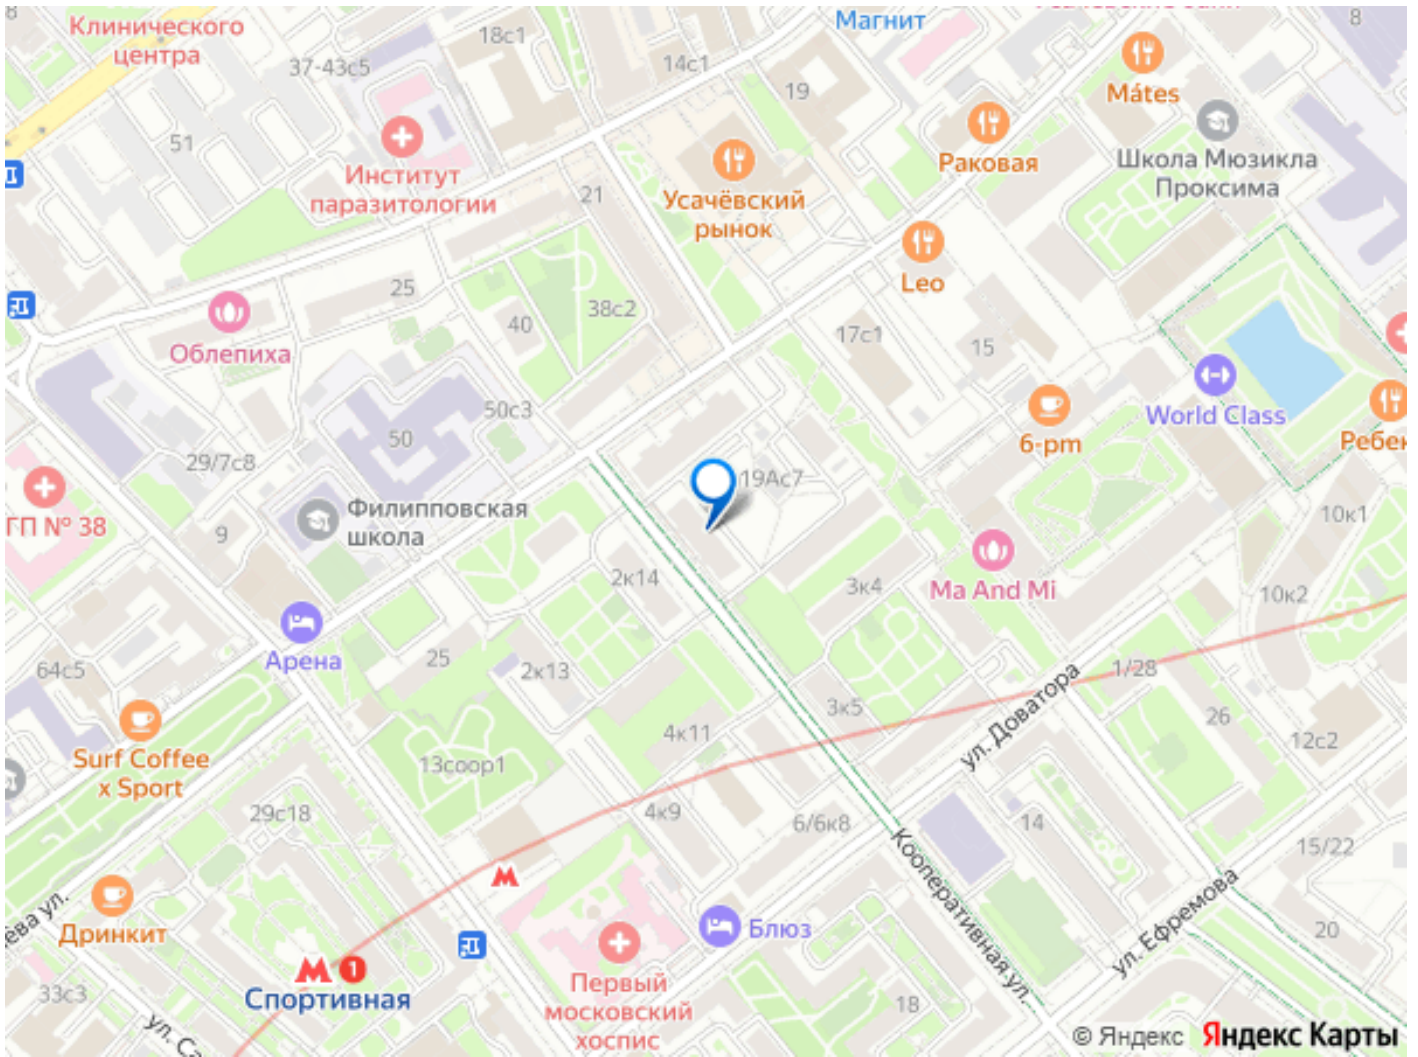 Клинического
центра
37-43с5
18с1
14с1
Магнит
8
19
Mátes
51
Институт
паразитологии
Раковая
Школа Мюзикла
Проксима
21
Усачёвский
рынок
Leo
25
Облепиха
40
38с2
17с1
15
50с3
50
29/7с8
6-pm
World Class
ГП № 38
9
Филипповская
школа
19Ас7
10к1
2к14
3к4
Ma And Mi
10к2
Арена
25
2к13
64с5
1/28
3к5
ул. Доватора
26
12с2
Surf Coffee
x Sport
13соор1
4к11
29с18
4к9
6/6к8
14
15/22
Кооперативная ул.
ул. Ефремова
Дринкит
Блюз
20
Спортивная
1
33с3
Первый
московский
хоспис
18
© Яндекс Яндекс Карты